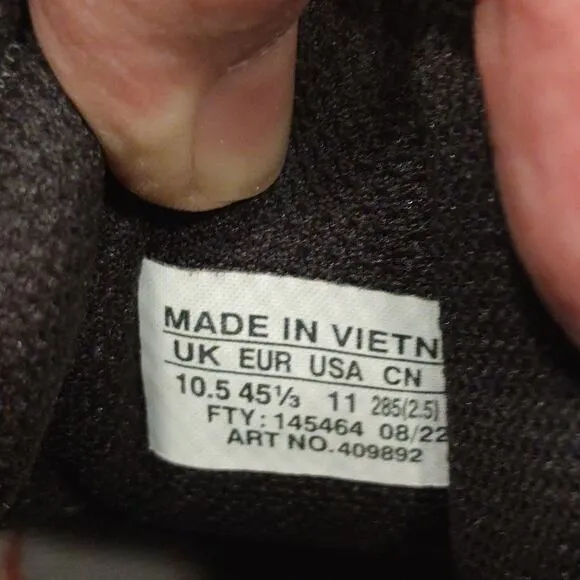 MADE IN VIETN
UK EUR USA CN
10.5 45⅓ 11 285(2.5)
FTY: 145464 08/22
ART NO. 409892